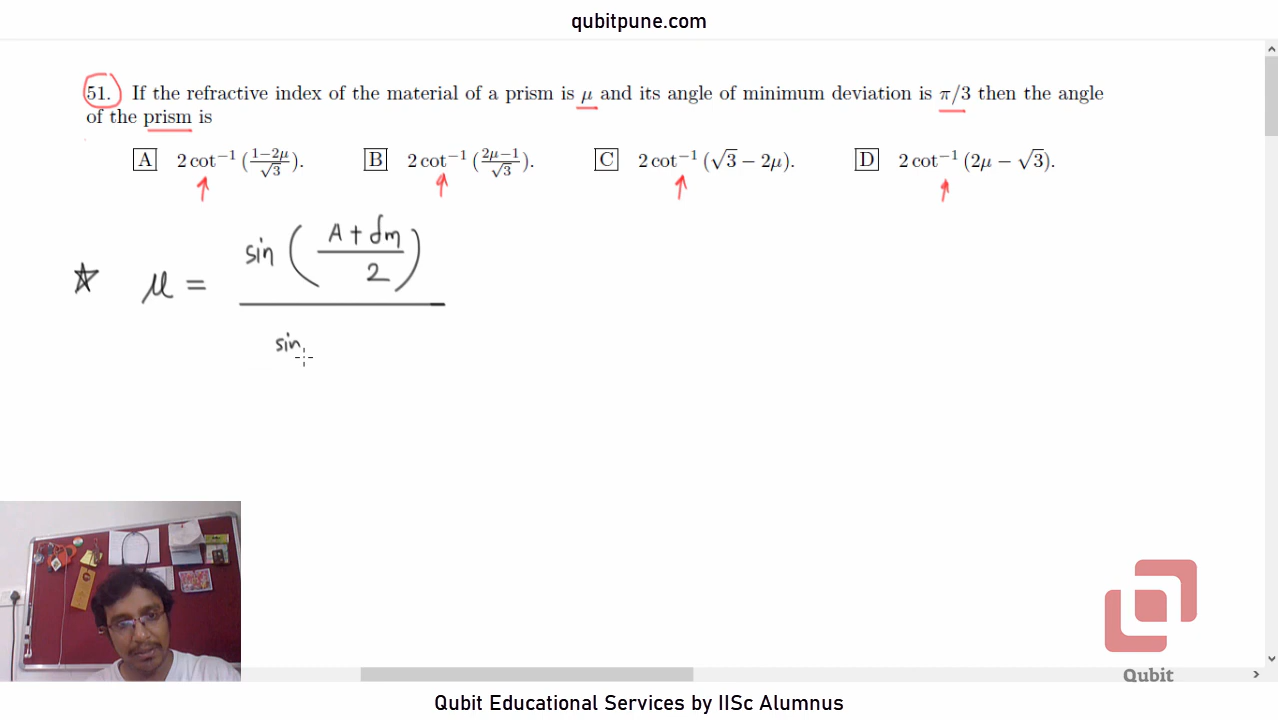 qubitpune.com
51. If the refractive index of the material of a prism is μ and its angle of minimum deviation is π/3 then the angle
of the prism is
A 2 cot⁻¹ (1−2μ/√3). B 2 cot⁻¹ (2μ−1/√3). C 2 cot⁻¹ (√3 − 2μ). D 2 cot⁻¹ (2μ − √3).
μ = sin ( A + δm / 2 ) / sin
Qubit
Qubit Educational Services by IISc Alumnus